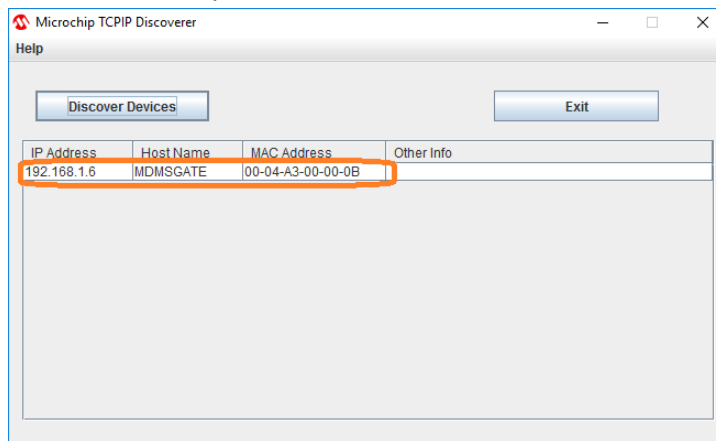 Microchip TCPIP Discoverer
Help
Discover Devices Exit
IP Address Host Name MAC Address Other Info
192.168.1.6 MDMSGATE 00-04-A3-00-00-0B